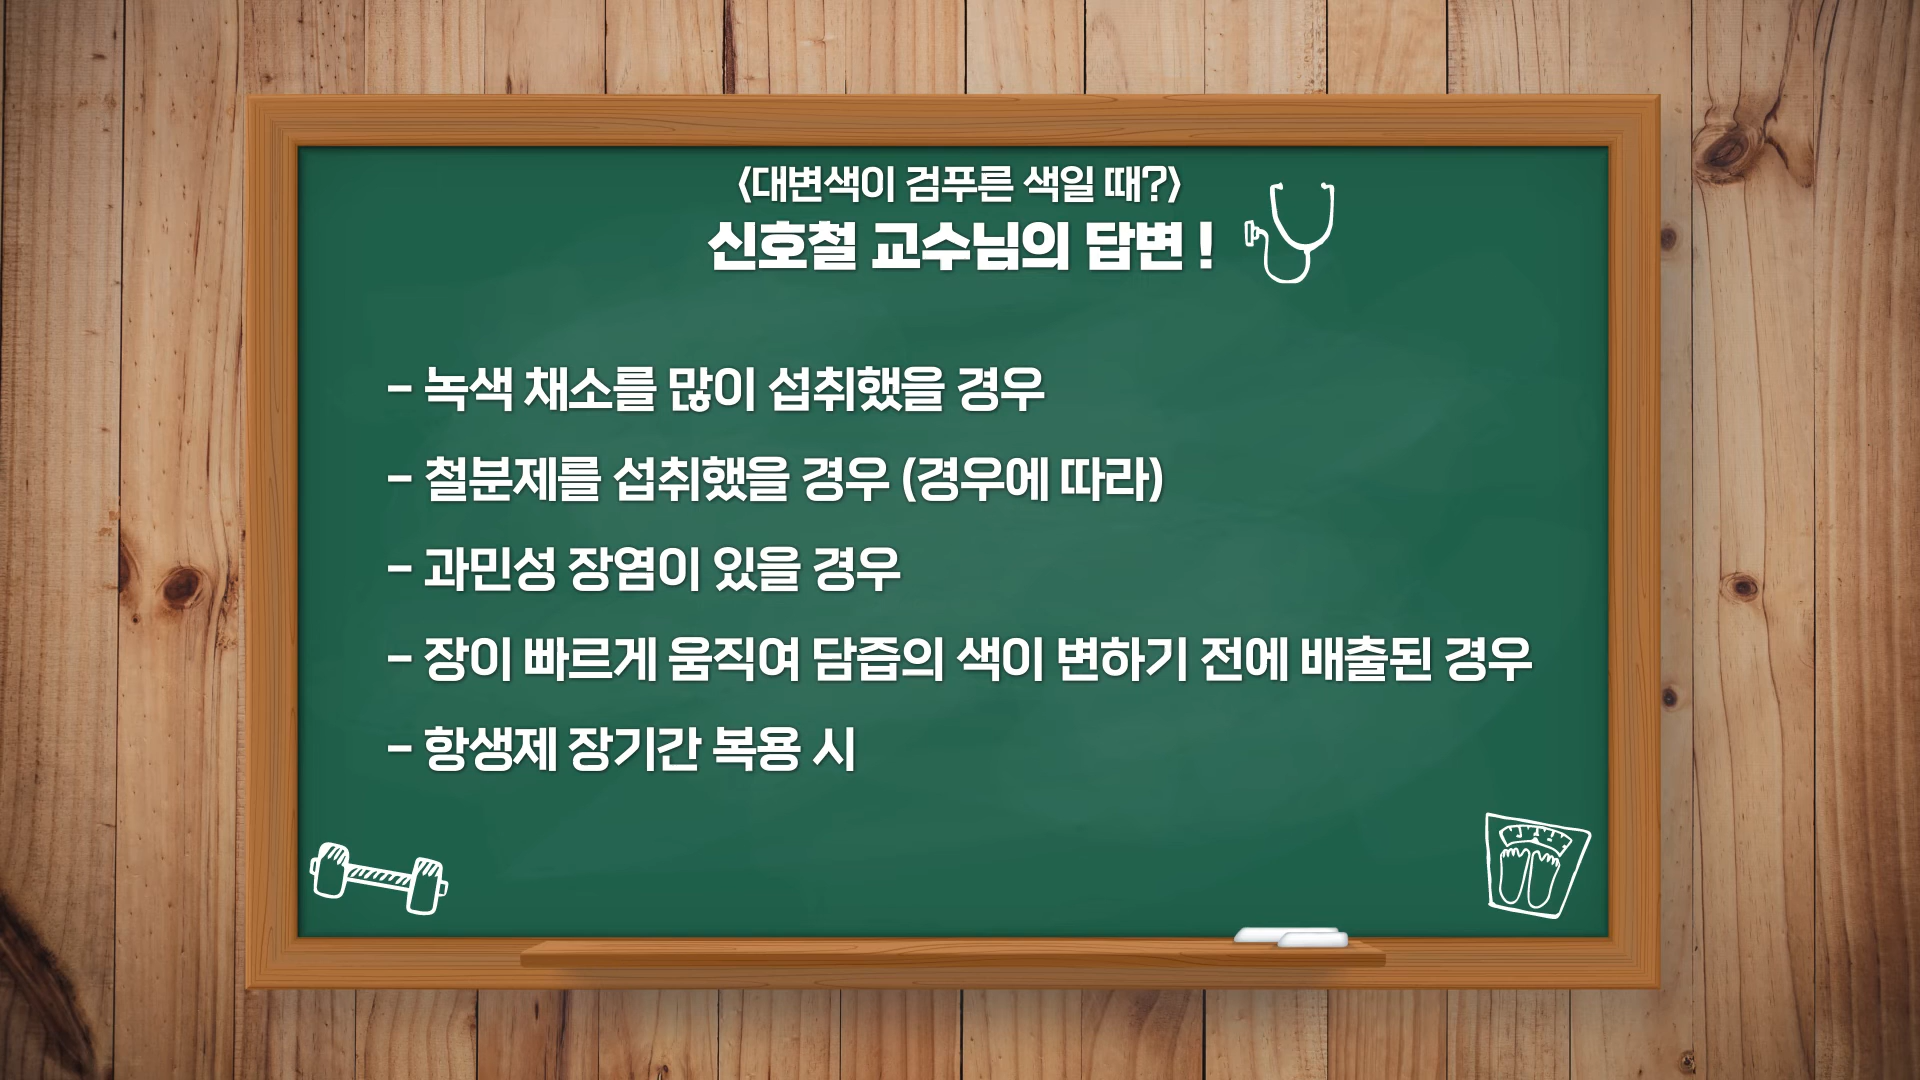 〈대변색이 검푸른 색일 때?〉
신호철 교수님의 답변 !
- 녹색 채소를 많이 섭취했을 경우
- 철분제를 섭취했을 경우 (경우에 따라)
- 과민성 장염이 있을 경우
- 장이 빠르게 움직여 담즙의 색이 변하기 전에 배출된 경우
- 항생제 장기간 복용 시